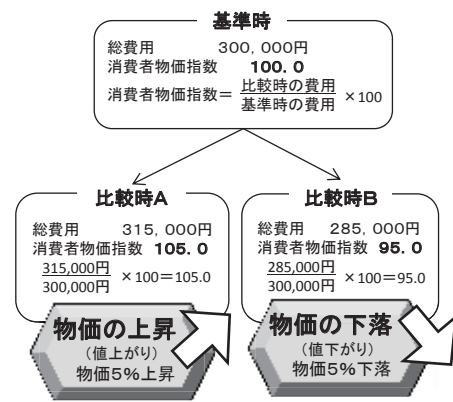 基準時
総費用 300，000円
消費者物価指数 100．0
消費者物価指数＝ 比較時の費用 ×100
基準時の費用
比較時A
総費用 315，000円
消費者物価指数 105．0
315,000円 ×100＝105.0
300,000円
物価の上昇
（値上がり）
物価5％上昇
比較時B
総費用 285，000円
消費者物価指数 95．0
285,000円 ×100＝95.0
300,000円
物価の下落
（値下がり）
物価5％下落